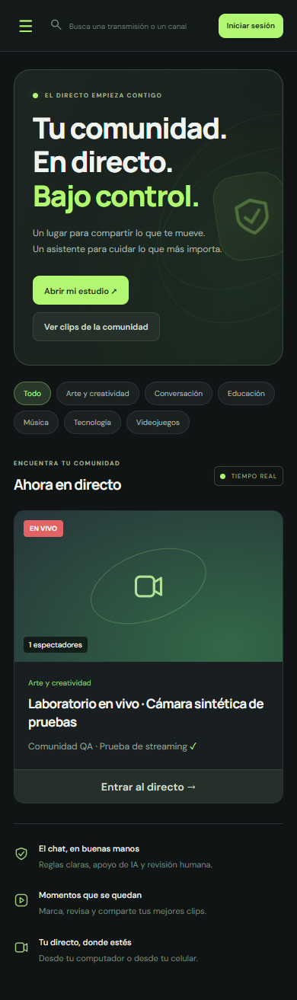 Busca una transmisión o un canal
Iniciar sesión
EL DIRECTO EMPIEZA CONTIGO
Tu comunidad.
En directo.
Bajo control.
Un lugar para compartir lo que te mueve.
Un asistente para cuidar lo que más importa.
Abrir mi estudio ↗
Ver clips de la comunidad
Todo
Arte y creatividad
Conversación
Educación
Música
Tecnología
Videojuegos
ENCUENTRA TU COMUNIDAD
Ahora en directo
TIEMPO REAL
EN VIVO
1 espectadores
Arte y creatividad
Laboratorio en vivo · Cámara sintética de
pruebas
Comunidad QA · Prueba de streaming ✓
Entrar al directo →
El chat, en buenas manos
Reglas claras, apoyo de IA y revisión humana.
Momentos que se quedan
Marca, revisa y comparte tus mejores clips.
Tu directo, donde estés
Desde tu computador o desde tu celular.